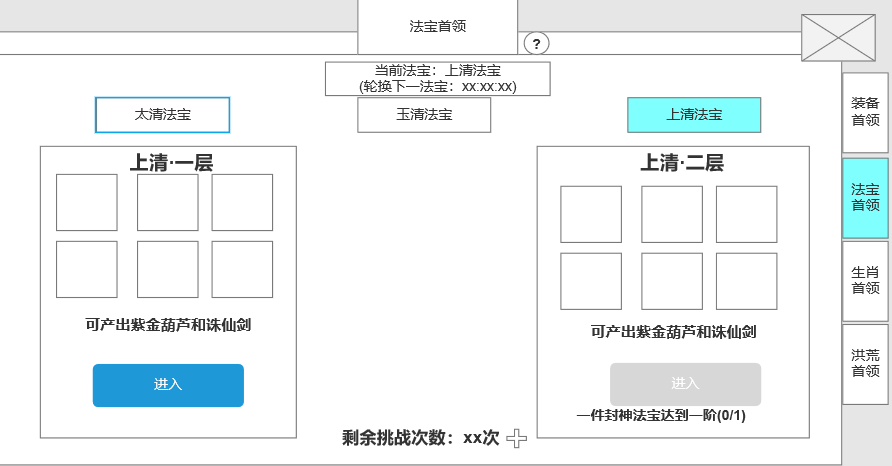 法宝首领
?
当前法宝：上清法宝
(轮换下一法宝：xx:xx:xx)
太清法宝
玉清法宝
上清法宝
上清·一层
可产出紫金葫芦和诛仙剑
进入
上清·二层
可产出紫金葫芦和诛仙剑
进入
一件封神法宝达到一阶(0/1)
剩余挑战次数：xx次
装备
首领
法宝
首领
生肖
首领
洪荒
首领